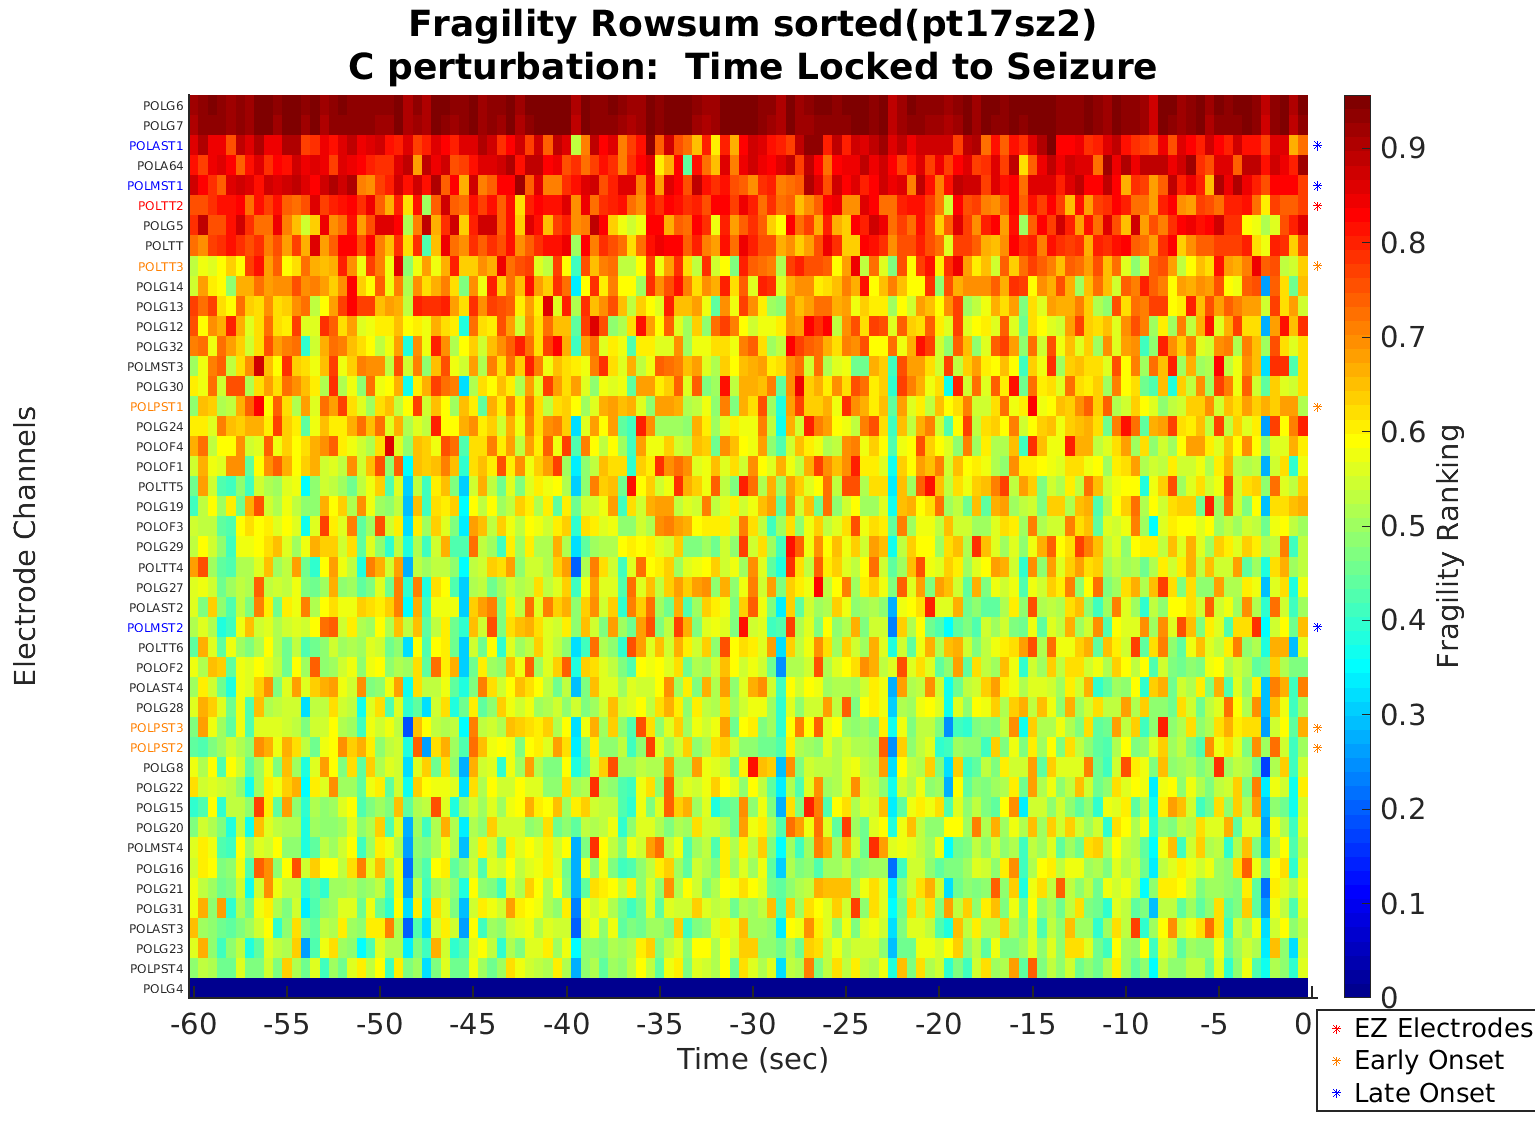 Fragility Rowsum sorted(pt17sz2)
C perturbation:  Time Locked to Seizure
Electrode Channels
POLG6
POLG7
POLAST1
POLA64
POLMST1
POLTT2
POLG5
POLTT
POLTT3
POLG14
POLG13
POLG12
POLG32
POLMST3
POLG30
POLPST1
POLG24
POLOF4
POLOF1
POLTT5
POLG19
POLOF3
POLG29
POLTT4
POLG27
POLAST2
POLMST2
POLTT6
POLOF2
POLAST4
POLG28
POLPST3
POLPST2
POLG8
POLG22
POLG15
POLG20
POLMST4
POLG16
POLG21
POLG31
POLAST3
POLG23
POLPST4
POLG4
-60 -55 -50 -45 -40 -35 -30 -25 -20 -15 -10 -5 0
Time (sec)
0.9
0.8
0.7
0.6
0.5
0.4
0.3
0.2
0.1
0
Fragility Ranking
EZ Electrodes
Early Onset
Late Onset